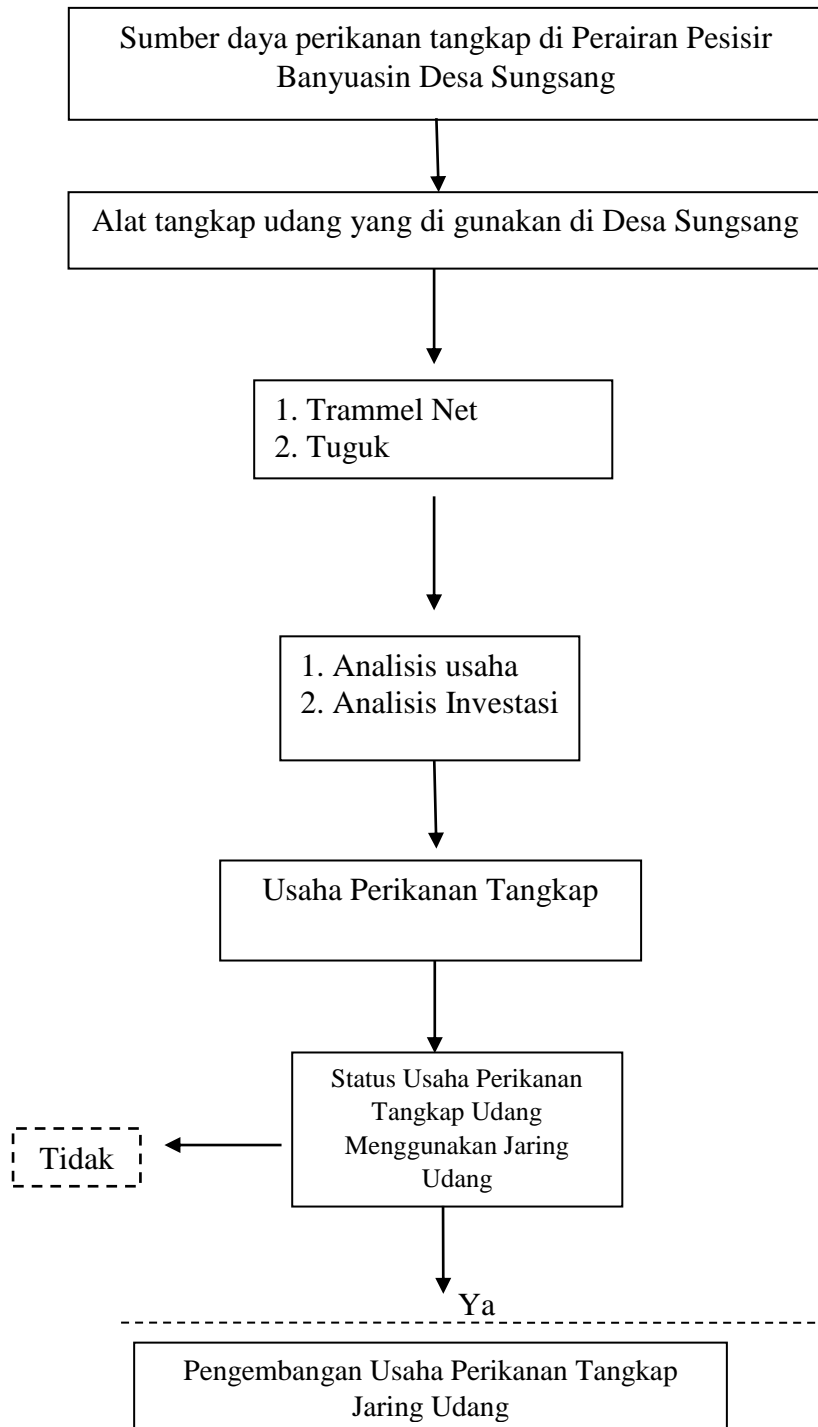 Sumber daya perikanan tangkap di Perairan Pesisir
Banyuasin Desa Sungsang
Alat tangkap udang yang di gunakan di Desa Sungsang
1. Trammel Net
2. Tuguk
1. Analisis usaha
2. Analisis Investasi
Usaha Perikanan Tangkap
Status Usaha Perikanan
Tangkap Udang
Menggunakan Jaring
Udang
Tidak
Ya
Pengembangan Usaha Perikanan Tangkap
Jaring Udang